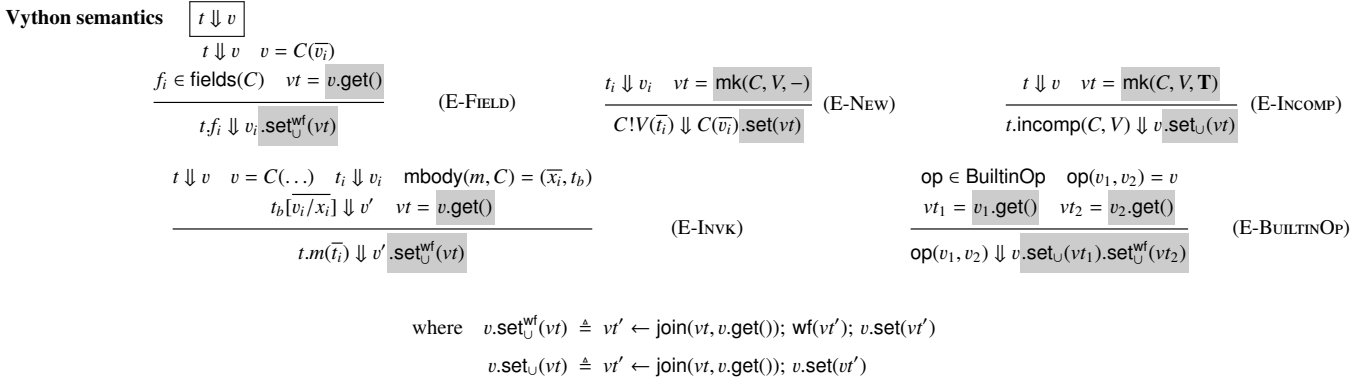 Vython semantics t ⇓ v
t ⇓ v v = C(v̅ᵢ)
fᵢ ∈ fields(C) vt = v.get()
t.fᵢ ⇓ vᵢ.set∪^wf(vt)
(E-Field)
tᵢ ⇓ vᵢ vt = mk(C, V, −)
C!V(t̅ᵢ) ⇓ C(v̅ᵢ).set(vt)
(E-New)
t ⇓ v vt = mk(C, V, T)
t.incomp(C, V) ⇓ v.set∪(vt)
(E-Incomp)
t ⇓ v v = C(...) tᵢ ⇓ vᵢ mbody(m, C) = (x̅ᵢ, t_b)
t_b[v̅ᵢ/x̅ᵢ] ⇓ v′ vt = v.get()
t.m(t̅ᵢ) ⇓ v′.set∪^wf(vt)
(E-Invk)
op ∈ BuiltinOp op(v₁, v₂) = v
vt₁ = v₁.get() vt₂ = v₂.get()
op(v₁, v₂) ⇓ v.set∪(vt₁).set∪^wf(vt₂)
(E-BuiltinOp)
where v.set∪^wf(vt) ≜ vt′ ← join(vt, v.get()); wf(vt′); v.set(vt′)
v.set∪(vt) ≜ vt′ ← join(vt, v.get()); v.set(vt′)